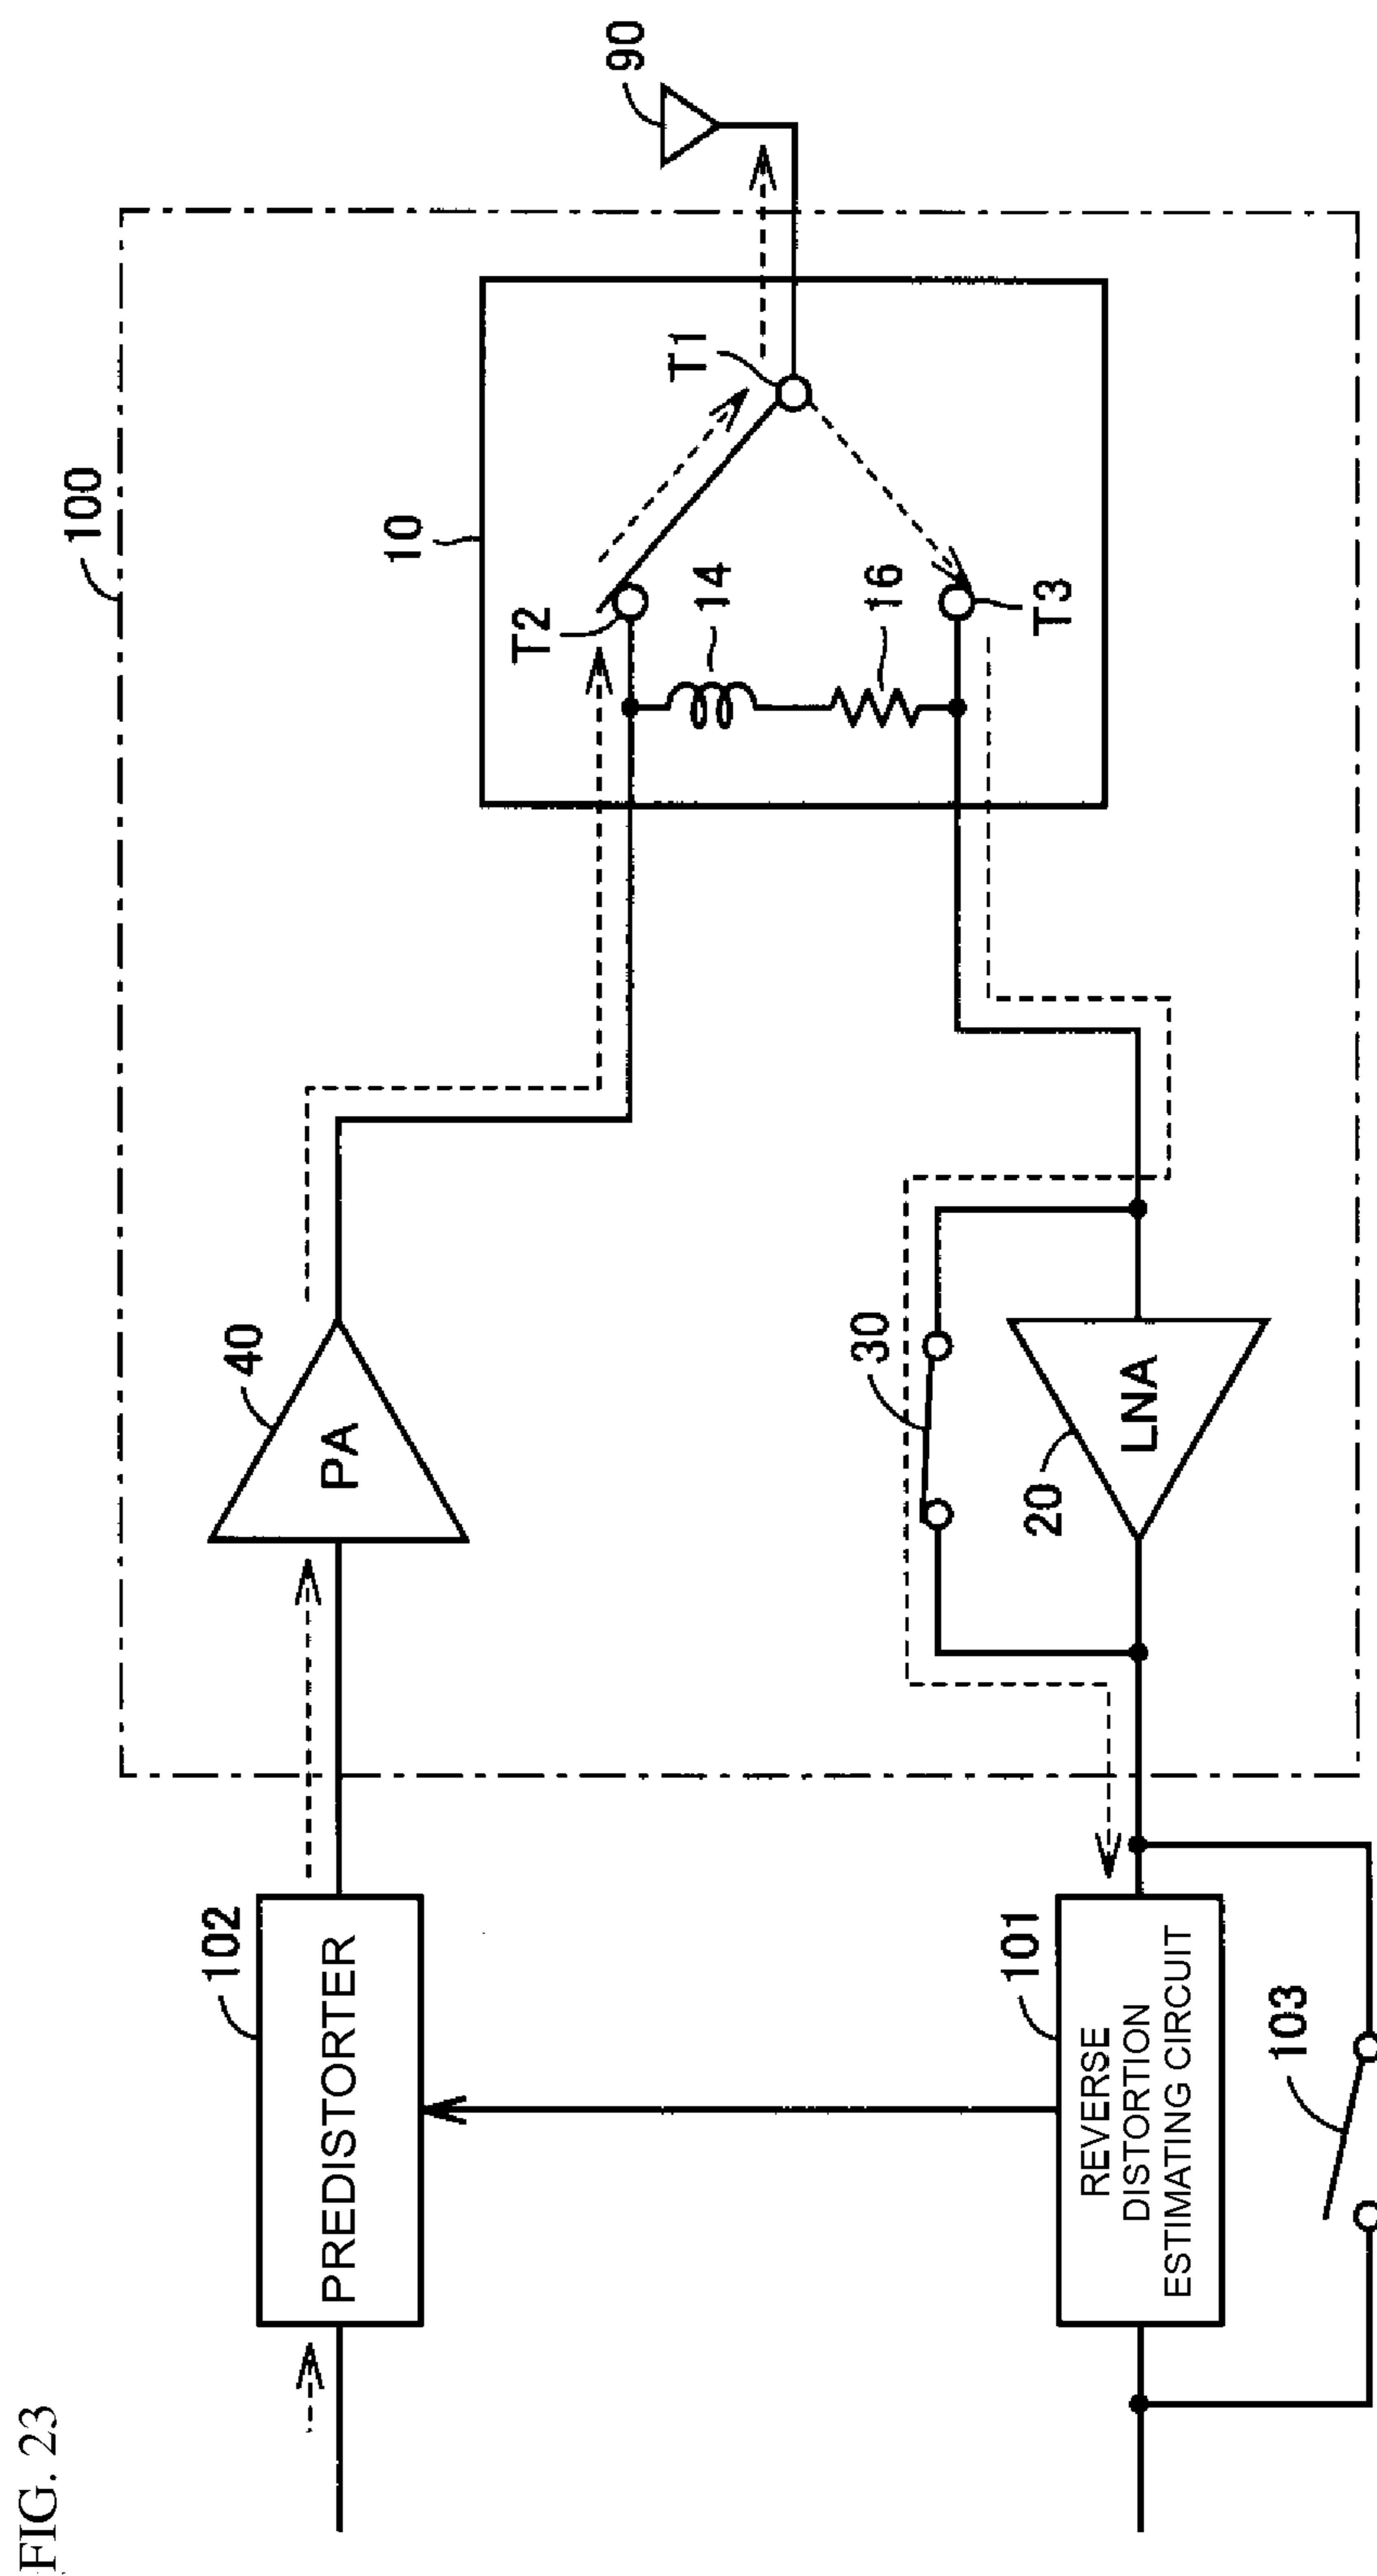 FIG. 23
100
102
PREDISTORTER
40
PA
10
T2
T1
90
14
16
T3
30
20
LNA
101
REVERSE
DISTORTION
ESTIMATING CIRCUIT
103